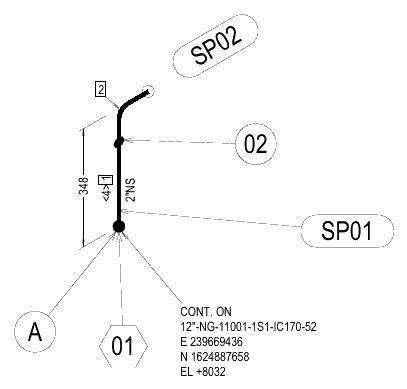 SP02
2
02
348
<4>
1
2"NS
SP01
A
01
CONT. ON
12"-NG-11001-1S1-IC170-52
E 239669436
N 1624887658
EL +8032